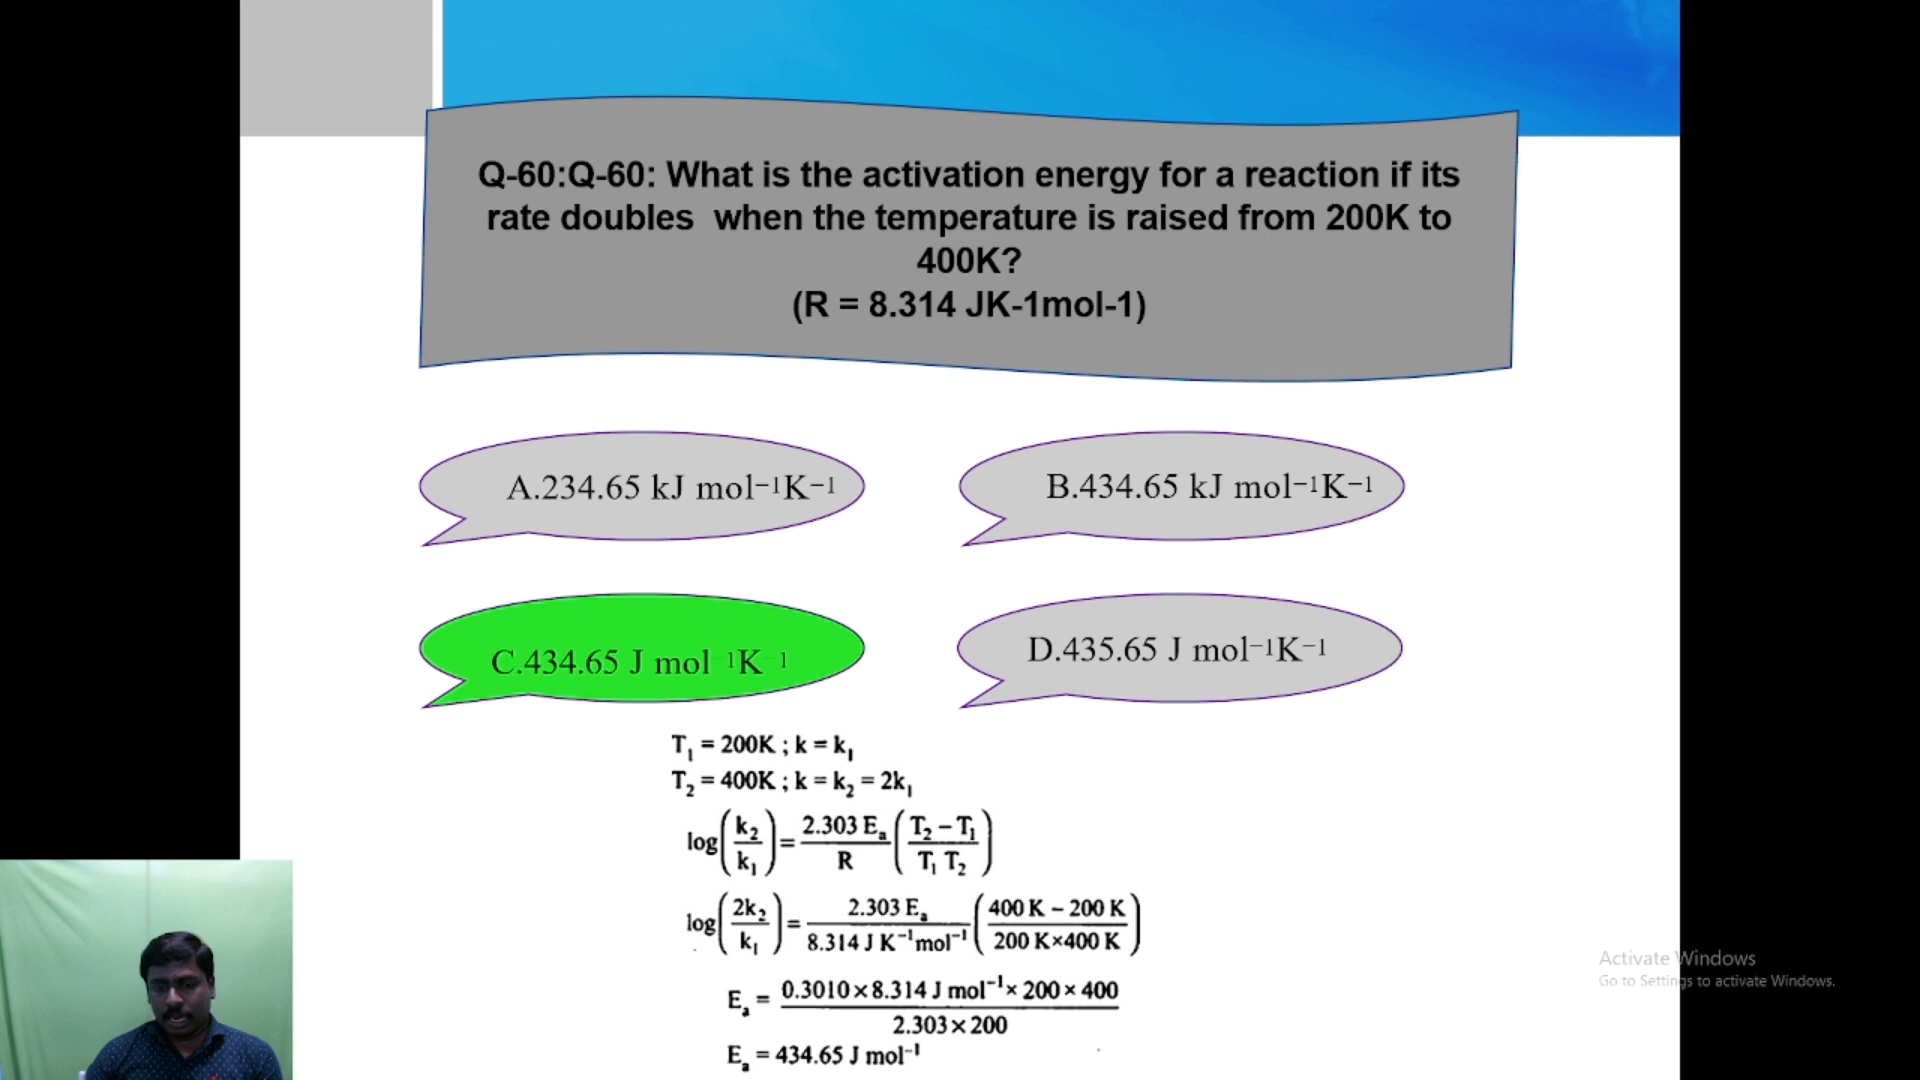 Q-60:Q-60: What is the activation energy for a reaction if its
rate doubles  when the temperature is raised from 200K to
400K?
(R = 8.314 JK-1mol-1)
A.234.65 kJ mol⁻¹K⁻¹
B.434.65 kJ mol⁻¹K⁻¹
C.434.65 J mol⁻¹K⁻¹
D.435.65 J mol⁻¹K⁻¹
T₁ = 200K ; k = k₁
T₂ = 400K ; k = k₂ = 2k₁
log(k₂/k₁) = 2.303 Eₐ/R (T₂ − T₁/T₁ T₂)
log(2k₂/k₁) = 2.303 Eₐ/8.314 J K⁻¹mol⁻¹ (400 K − 200 K/200 K×400 K)
Eₐ = 0.3010×8.314 J mol⁻¹× 200 × 400/2.303×200
Eₐ = 434.65 J mol⁻¹
Activate Windows
Go to Settings to activate Windows.